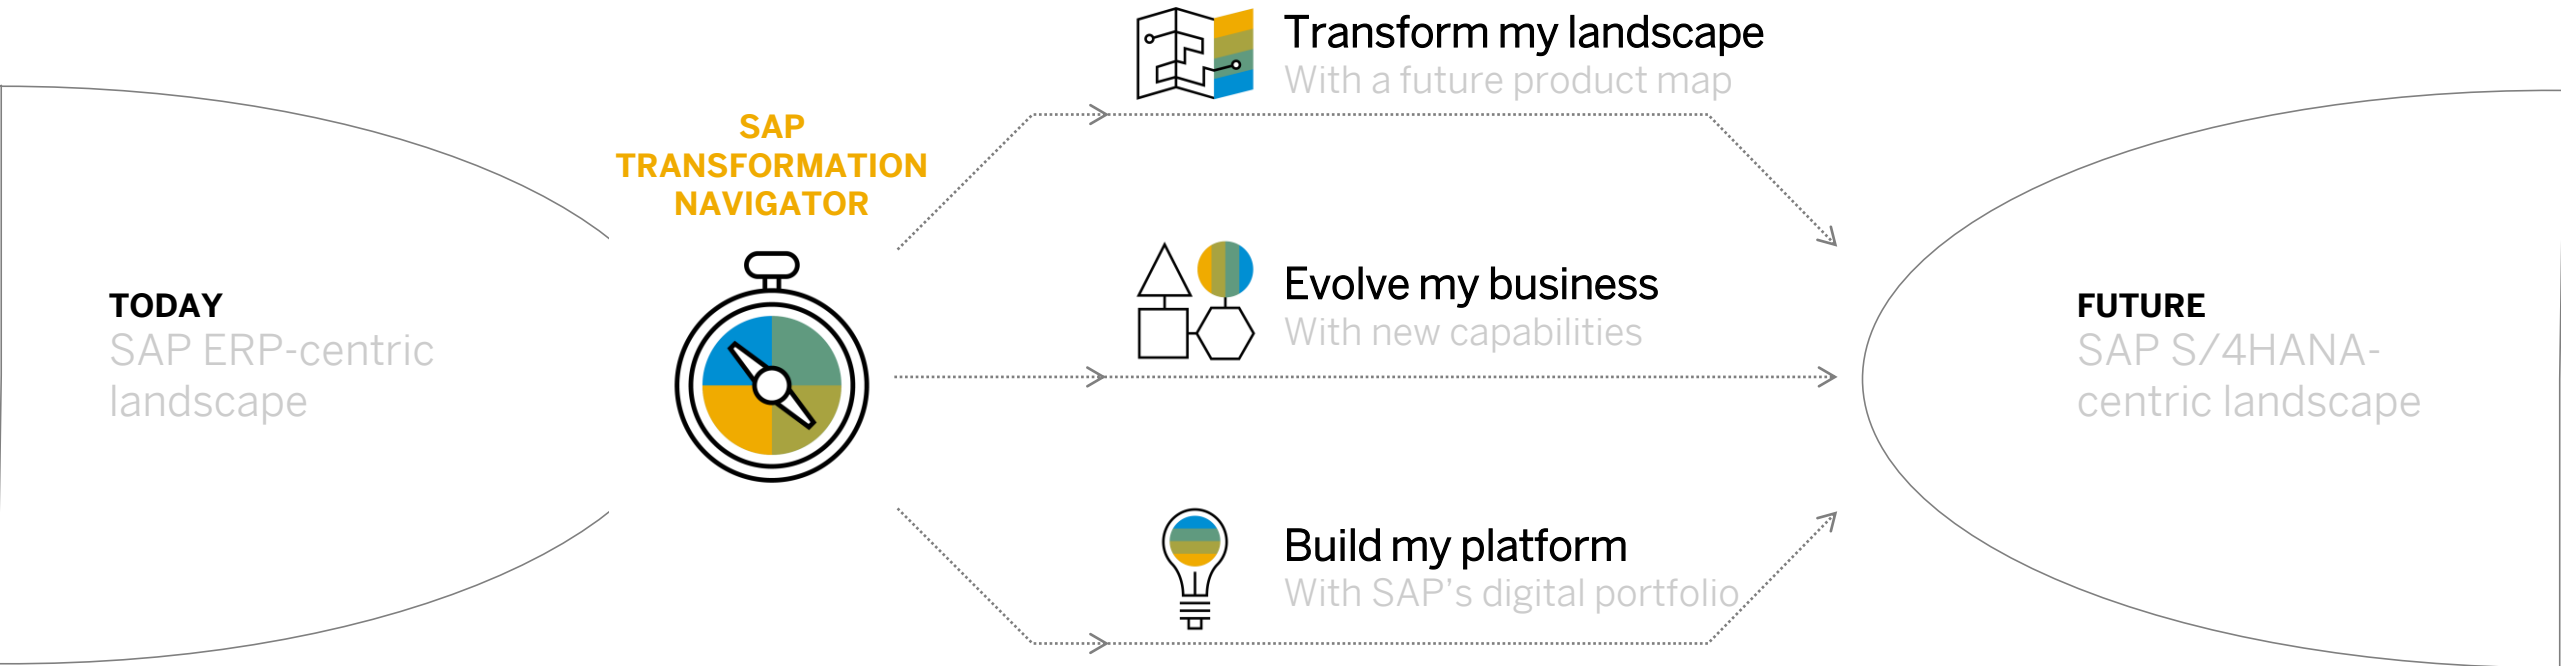 TODAY
SAP ERP-centric
landscape
SAP
TRANSFORMATION
NAVIGATOR
Transform my landscape
With a future product map
Evolve my business
With new capabilities
Build my platform
With SAP’s digital portfolio
FUTURE
SAP S/4HANA-
centric landscape